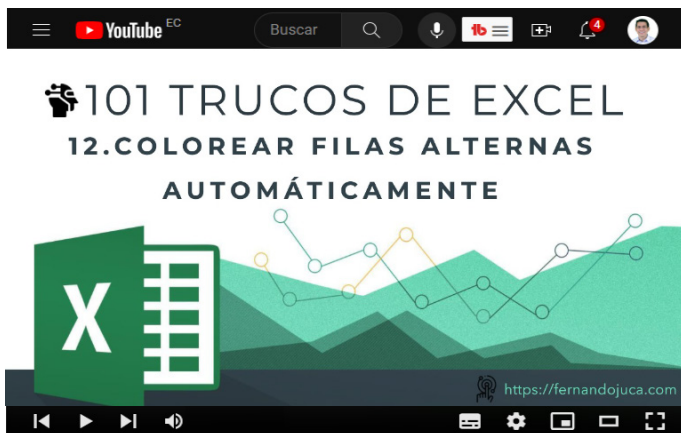 YouTube EC
Buscar
4
101 TRUCOS DE EXCEL
12.COLOREAR FILAS ALTERNAS
AUTOMÁTICAMENTE
X
https://fernandojuca.com